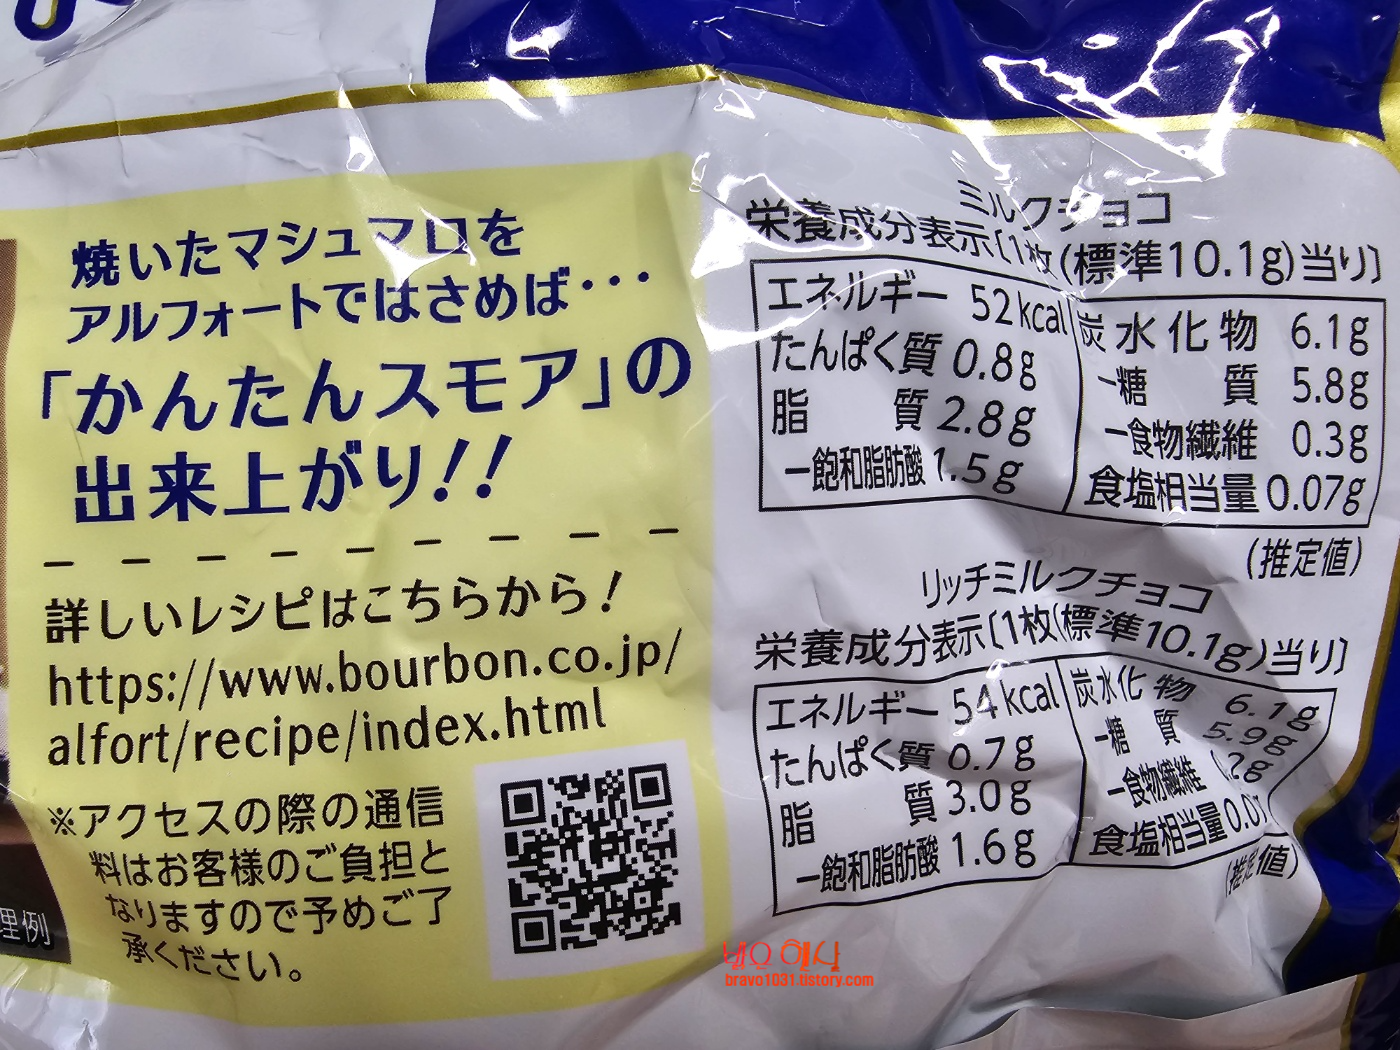 焼いたマシュマロを
アルフォートではさめば・・・
「かんたんスモア」の
出来上がり!!
詳しいレシピはこちらから!
https://www.bourbon.co.jp/
alfort/recipe/index.html
※アクセスの際の通信
料はお客様のご負担と
なりますので予めご了
承ください。
理例
ミルクチョコ
栄養成分表示〔1枚(標準10.1g)当り〕
エネルギー 52kcal
たんぱく質 0.8g
脂質 2.8g
-飽和脂肪酸 1.5g
炭水化物 6.1g
-糖質 5.8g
-食物繊維 0.3g
食塩相当量 0.07g
(推定値)
リッチミルクチョコ
栄養成分表示〔1枚(標準10.1g)当り〕
エネルギー 54kcal
たんぱく質 0.7g
脂質 3.0g
-飽和脂肪酸 1.6g
炭水化物 6.1g
-糖質 5.9g
-食物繊維
食塩相当量
(推定値)
bravo1031.tistory.com